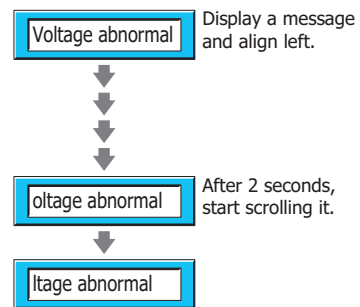 Voltage abnormal
Display a message
and align left.
oltage abnormal
After 2 seconds,
start scrolling it.
ltage abnormal